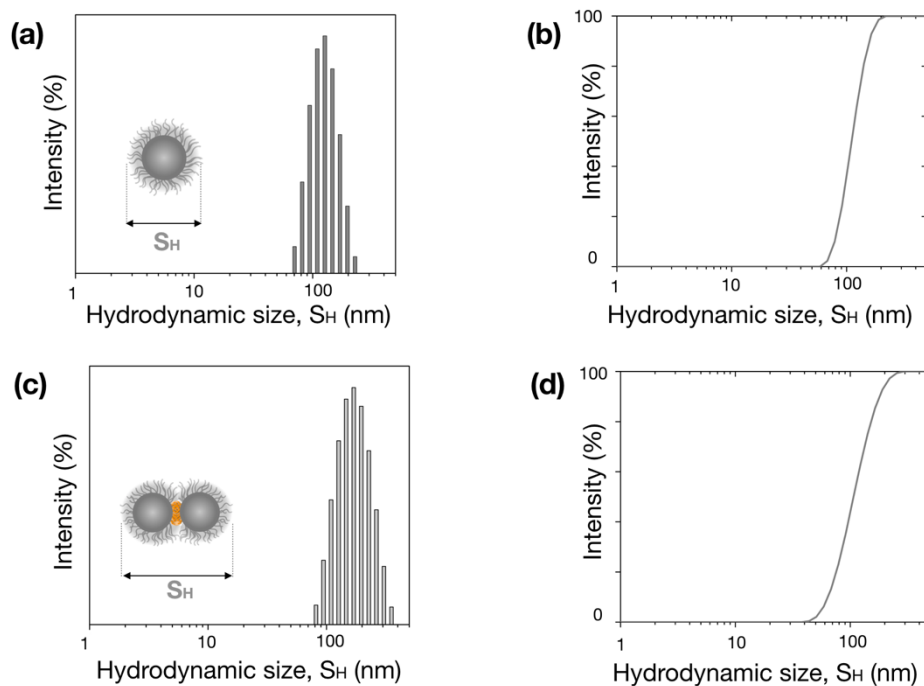 (a)
Intensity (%)
SH
1 10 100
Hydrodynamic size, SH (nm)
(b)
100
Intensity (%)
0
1 10 100
Hydrodynamic size, SH (nm)
(c)
Intensity (%)
SH
1 10 100
Hydrodynamic size, SH (nm)
(d)
100
Intensity (%)
0
1 10 100
Hydrodynamic size, SH (nm)